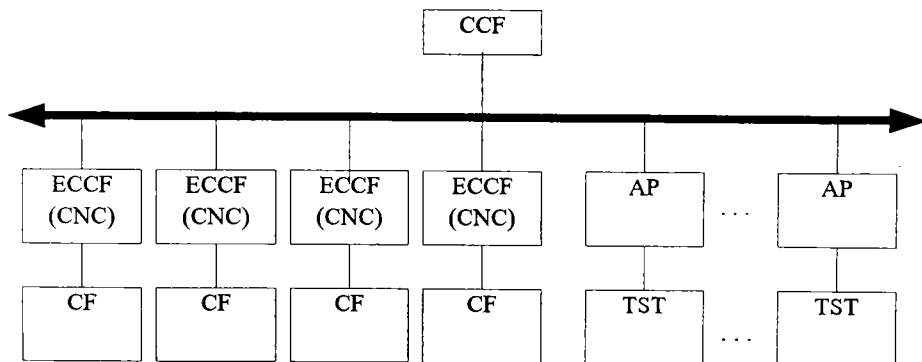 CCF
ECCF ECCF ECCF ECCF AP ... AP
(CNC) (CNC) (CNC) (CNC)
CF CF CF CF TST ... TST